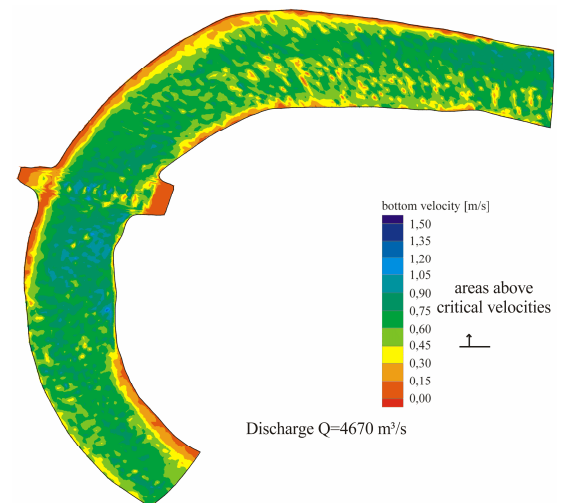 bottom velocity [m/s]
1,50
1,35
1,20
1,05
0,90
0,75
0,60
0,45
0,30
0,15
0,00
areas above
critical velocities
Discharge Q=4670 m³/s